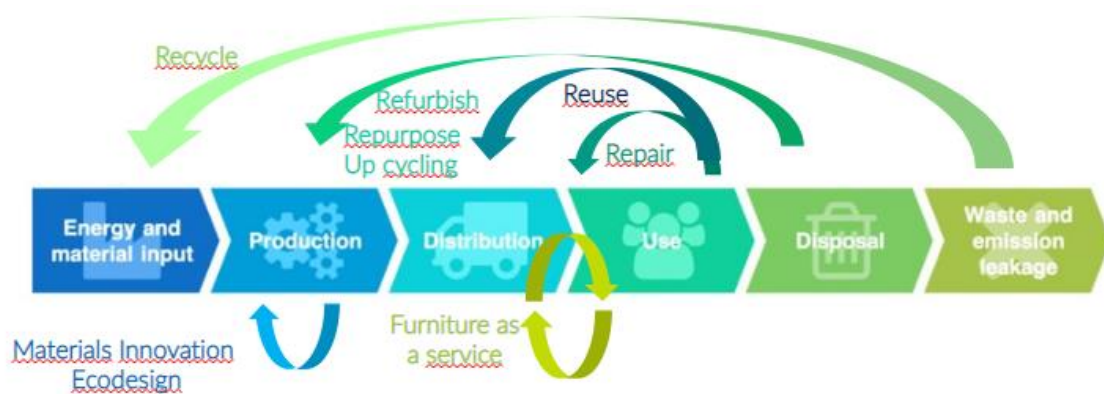 Recycle
Refbish
Reuse
Repurpose
Up cycling
Repair
Energy and
material input
Production
Distribution
Use
Disposal
Waste and
emission
leakage
Materials Innovation
Ecodesign
Furniture as
a service